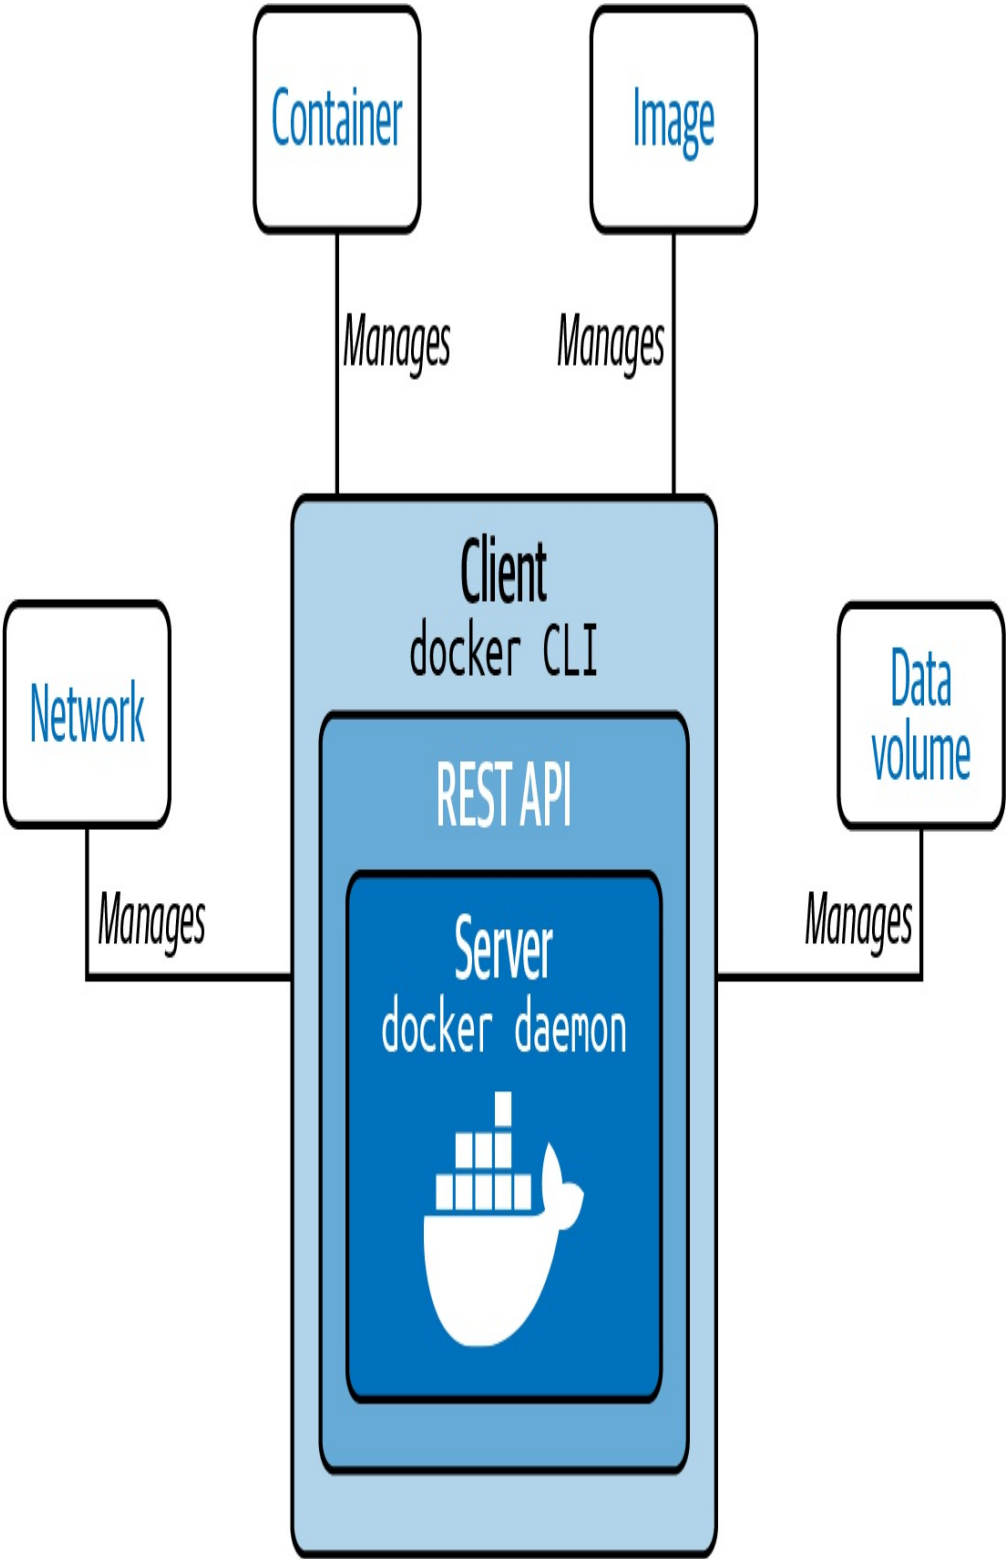 Container
Image
Manages
Manages
Client
docker CLI
Network
Data
volume
REST API
Manages
Manages
Server
docker daemon